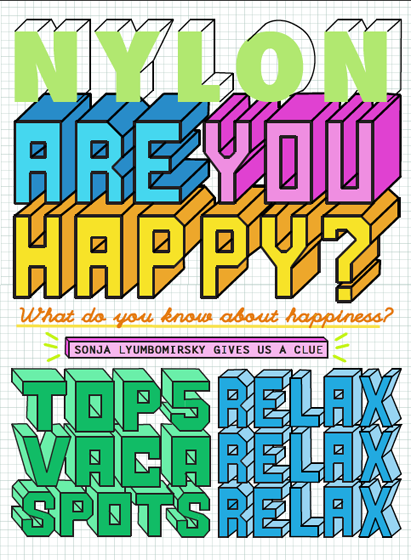 NYLON
ARE YOU
HAPPY?
What do you know about happiness?
SONJA LYUMBOMIRSKY GIVES US A CLUE
TOP 5
VACA
SPOTS
RELAX
RELAX
RELAX